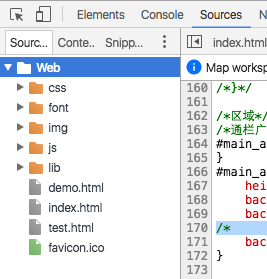 Elements Console Sources
Sourc... Conte... Snipp... index.html
Web
Map worksp
css
font
img
js
lib
demo.html
index.html
test.html
favicon.ico
160 /*}*/
161
162 /*区域*/
163 /*通栏广
164 #main_a
165 }
166 #main_a
167 hei
168 bac
169 bac
170 /*
171 bac
172 }
173